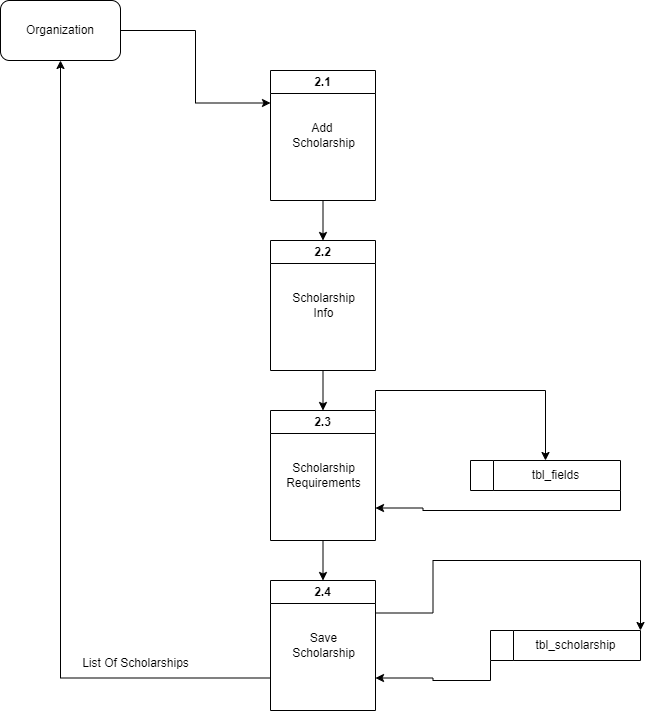 Organization
2.1
Add
Scholarship
2.2
Scholarship
Info
2.3
Scholarship
Requirements
tbl_fields
2.4
Save
Scholarship
tbl_scholarship
List Of Scholarships